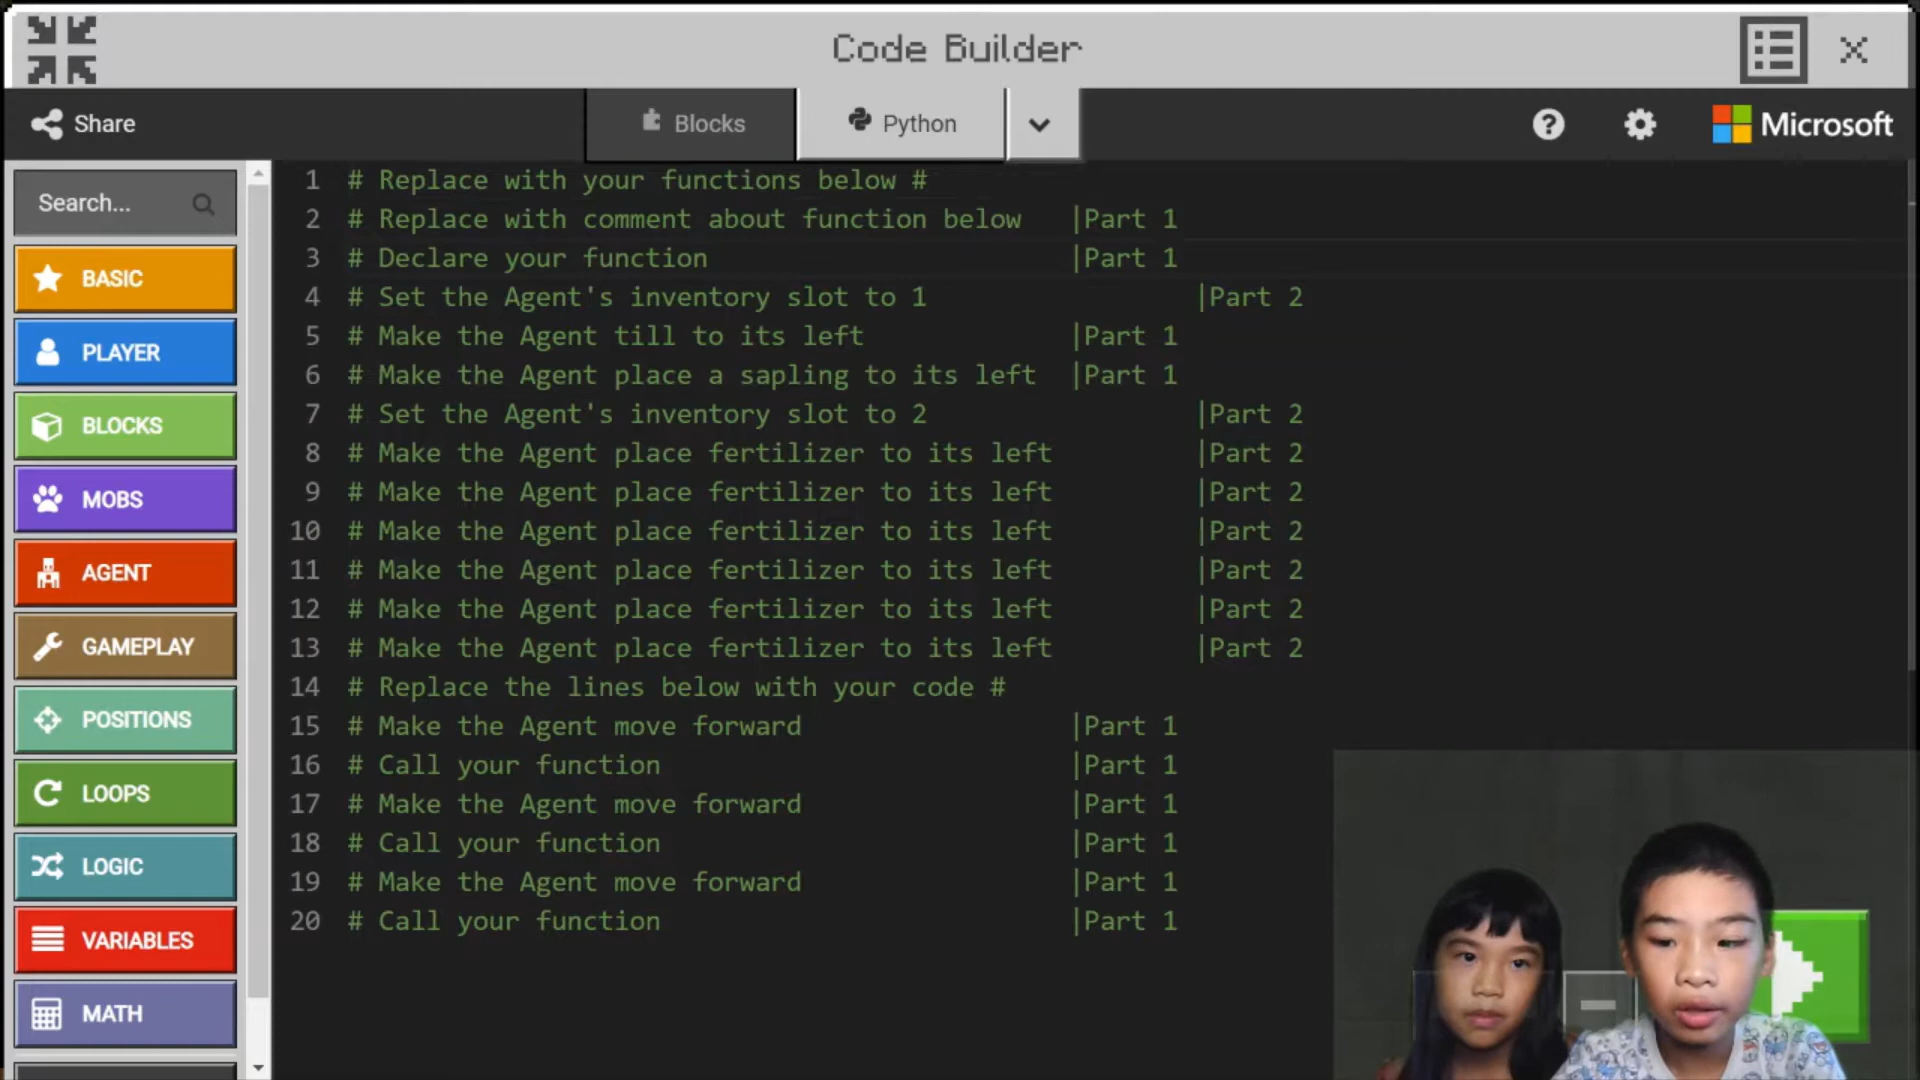 Code Builder
Share
Blocks
Python
Microsoft
Search...
BASIC
PLAYER
BLOCKS
MOBS
AGENT
GAMEPLAY
POSITIONS
LOOPS
LOGIC
VARIABLES
MATH
1 # Replace with your functions below #
2 # Replace with comment about function below |Part 1
3 # Declare your function |Part 1
4 # Set the Agent's inventory slot to 1 |Part 2
5 # Make the Agent till to its left |Part 1
6 # Make the Agent place a sapling to its left |Part 1
7 # Set the Agent's inventory slot to 2 |Part 2
8 # Make the Agent place fertilizer to its left |Part 2
9 # Make the Agent place fertilizer to its left |Part 2
10 # Make the Agent place fertilizer to its left |Part 2
11 # Make the Agent place fertilizer to its left |Part 2
12 # Make the Agent place fertilizer to its left |Part 2
13 # Make the Agent place fertilizer to its left |Part 2
14 # Replace the lines below with your code #
15 # Make the Agent move forward |Part 1
16 # Call your function |Part 1
17 # Make the Agent move forward |Part 1
18 # Call your function |Part 1
19 # Make the Agent move forward |Part 1
20 # Call your function |Part 1